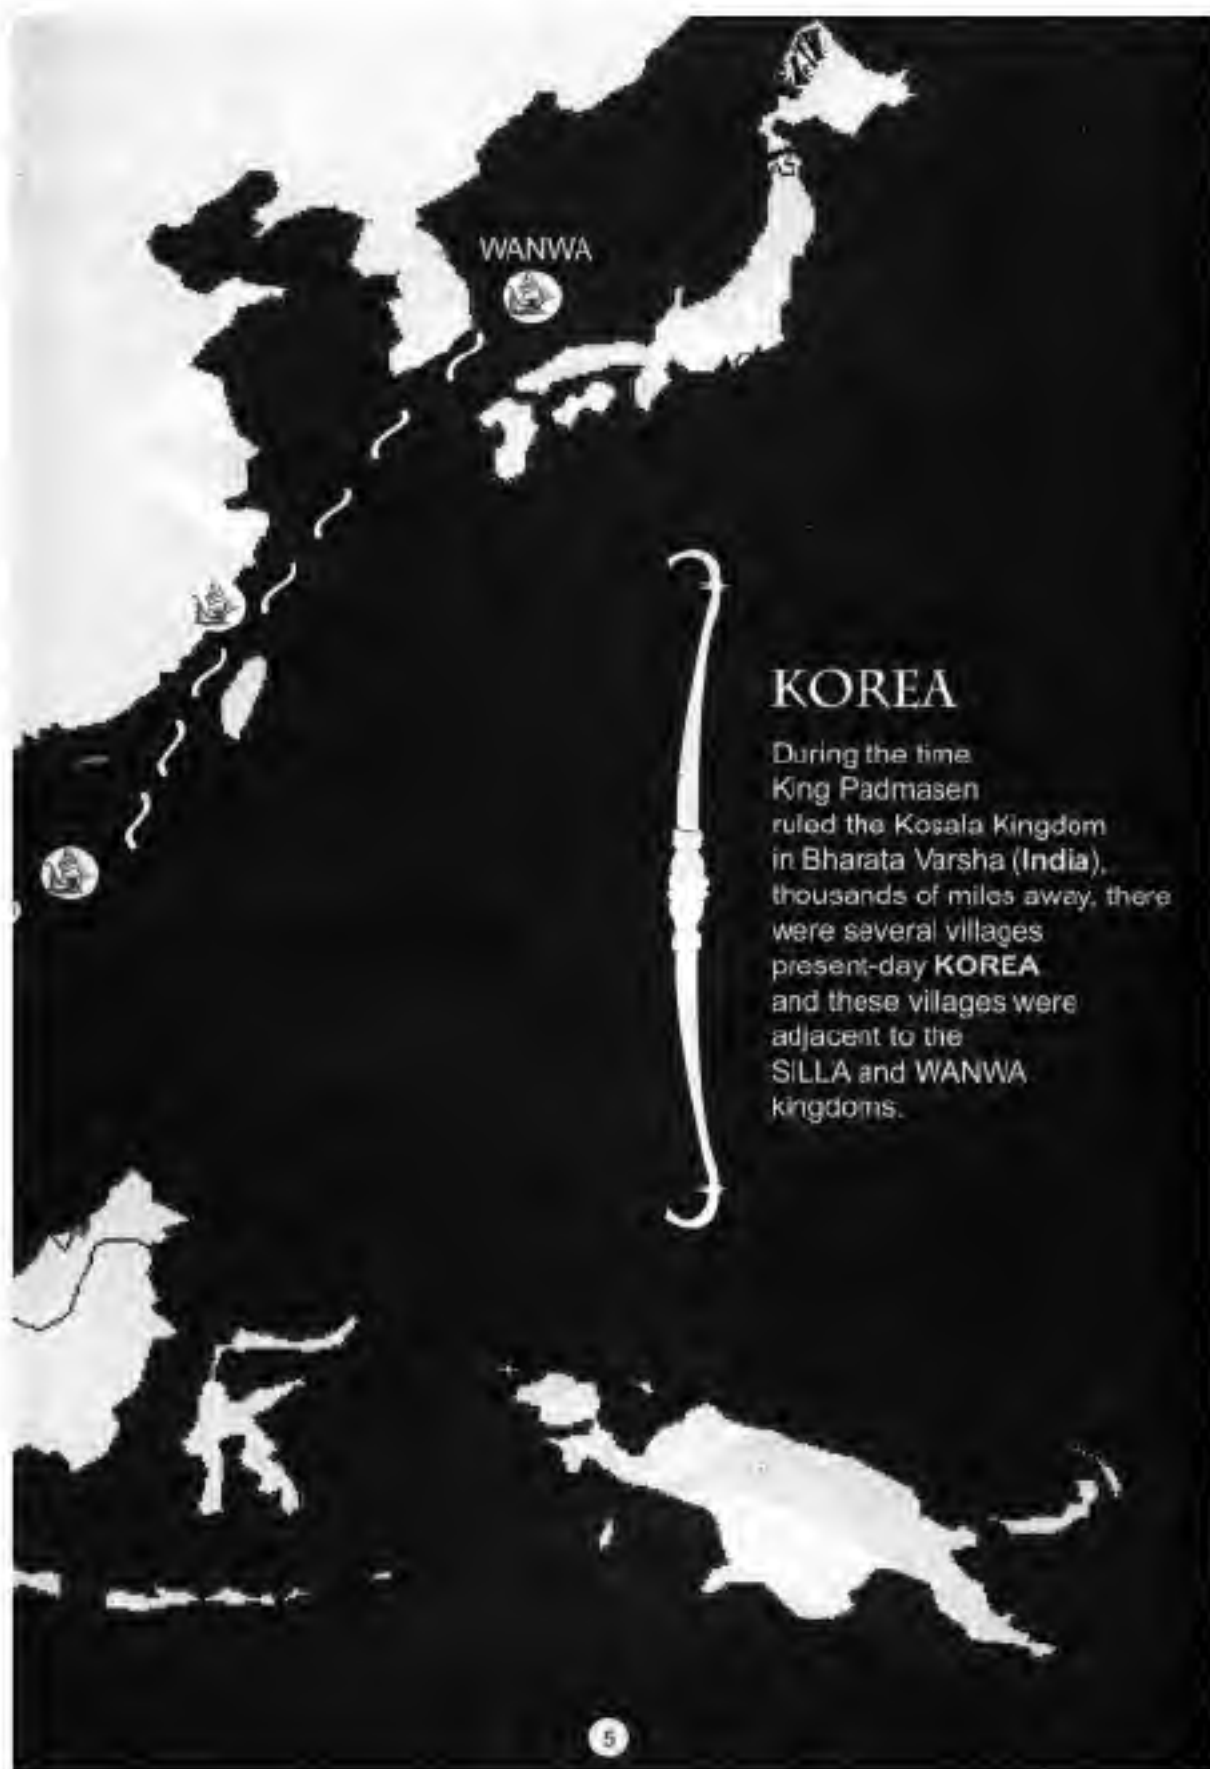 WANWA
KOREA
During the time
King Padmasen
ruled the Kosala Kingdom
in Bharata Varsha (India),
thousands of miles away, there
were several villages
present-day KOREA
and these villages were
adjacent to the
SILLA and WANWA
kingdoms.
5